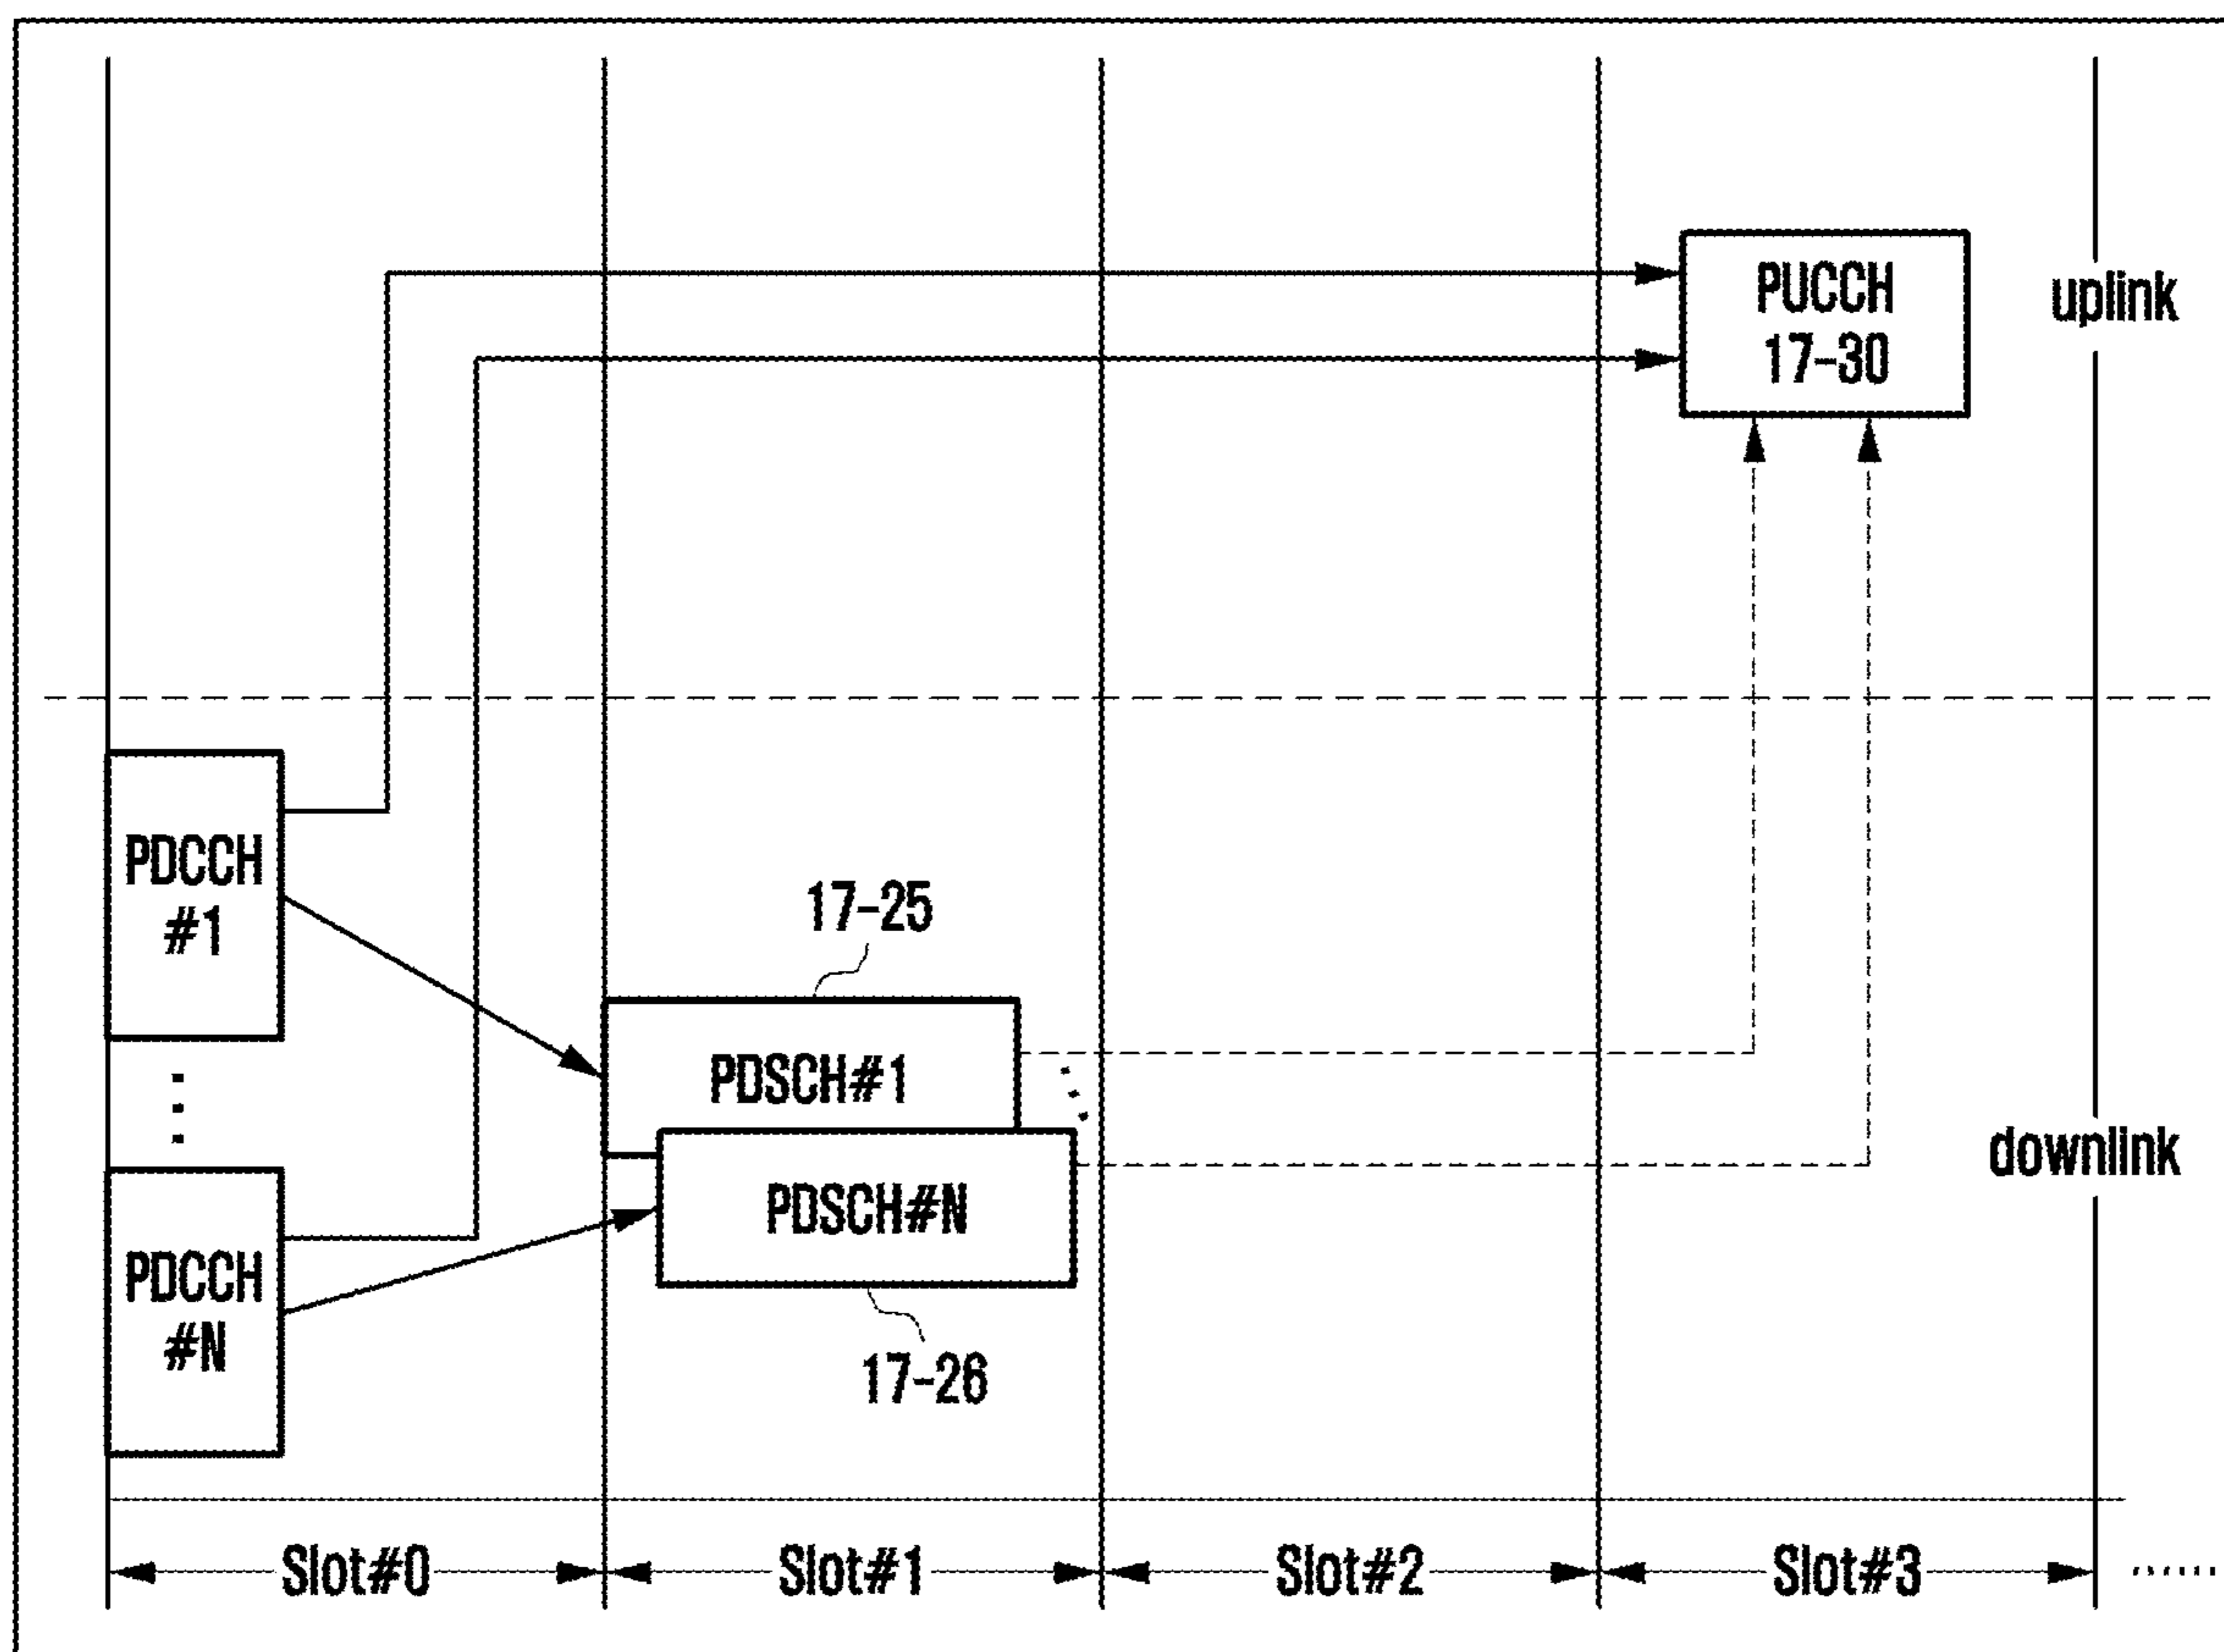 PUCCH
17-30
uplink
PDCCH
#1
17-25
PDSCH#1
downlink
PDSCH#N
PDCCH
#N
17-26
Slot#0
Slot#1
Slot#2
Slot#3